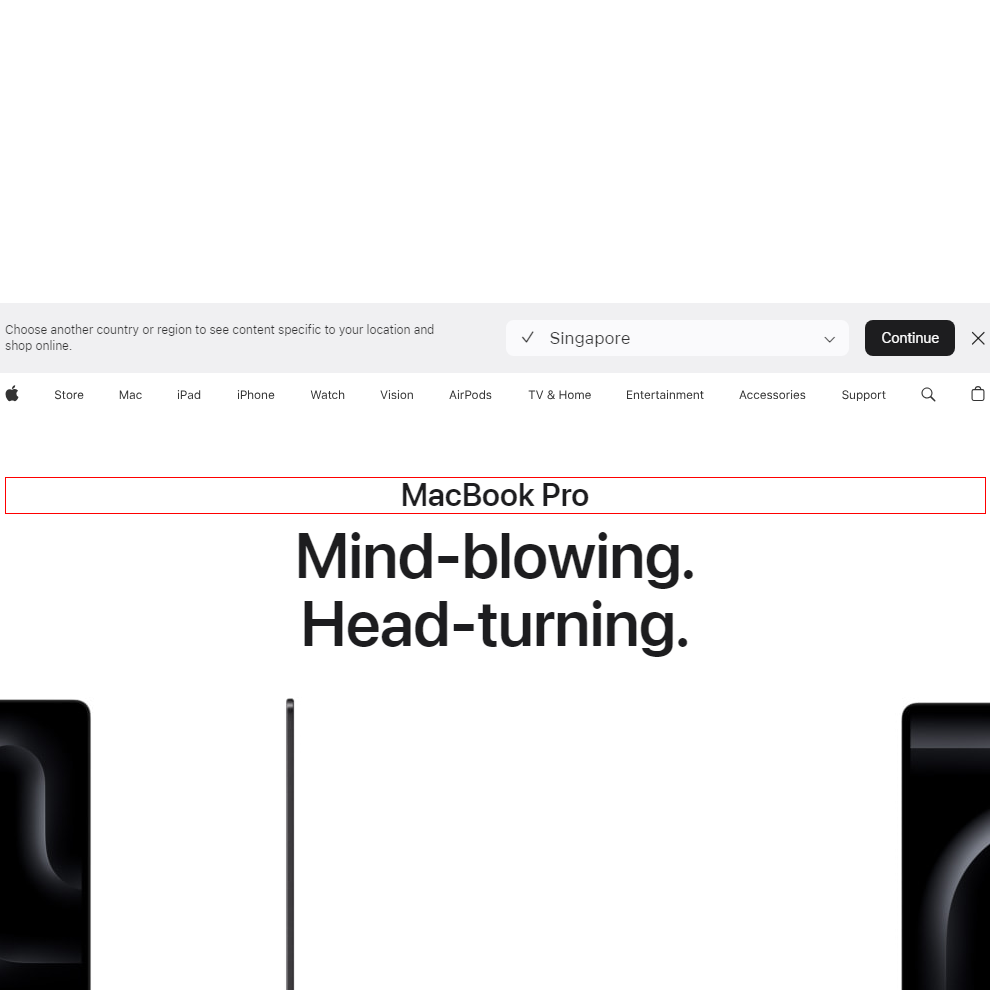 Choose another country or region to see content specific to your location and
shop online.
Singapore
Continue
Store Mac iPad iPhone Watch Vision AirPods TV & Home Entertainment Accessories Support
MacBook Pro
Mind-blowing.
Head-turning.